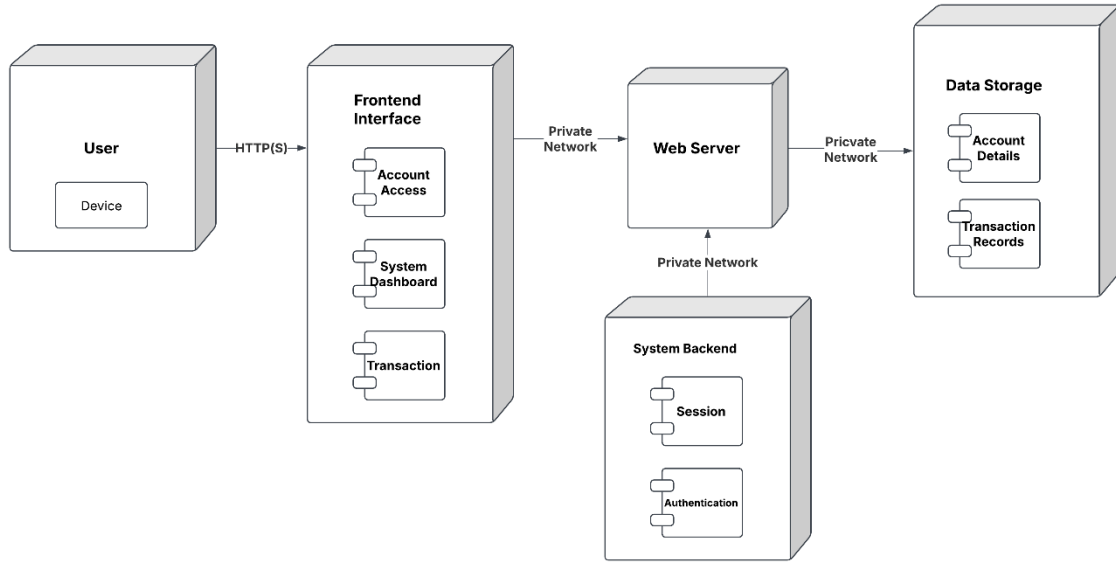 User
Device
HTTP(S)
Frontend
Interface
Account
Access
System
Dashboard
Transaction
Private
Network
Web Server
Private Network
System Backend
Session
Authentication
Pricvate
Network
Data Storage
Account
Details
Transaction
Records